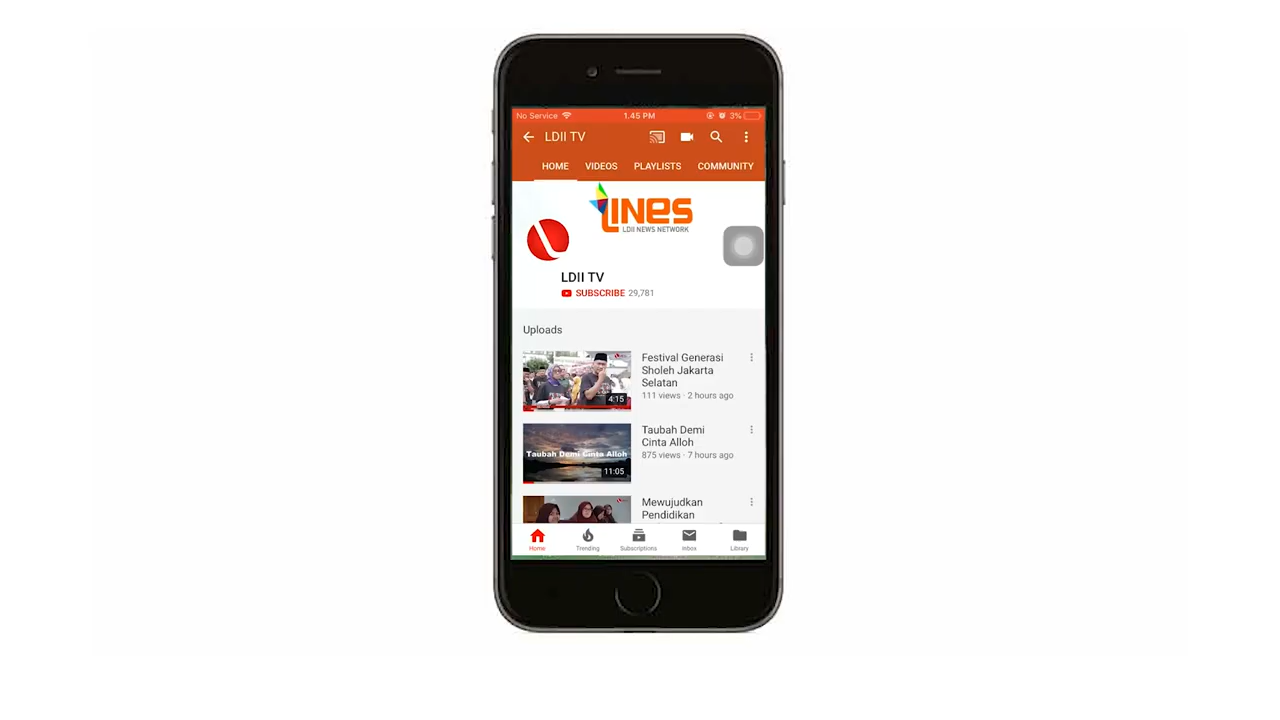 No Service 1.45 PM 3%
LDII TV
HOME VIDEOS PLAYLISTS COMMUNITY
LINES
LDII NEWS NETWORK
LDII TV
SUBSCRIBE 29,781
Uploads
Festival Generasi
Sholeh Jakarta
Selatan
111 views · 2 hours ago
4:15
Taubah Demi
Cinta Alloh
875 views · 7 hours ago
Taubah Demi Cinta Alloh
11:05
Mewujudkan
Pendidikan
Home Trending Subscriptions Inbox Library